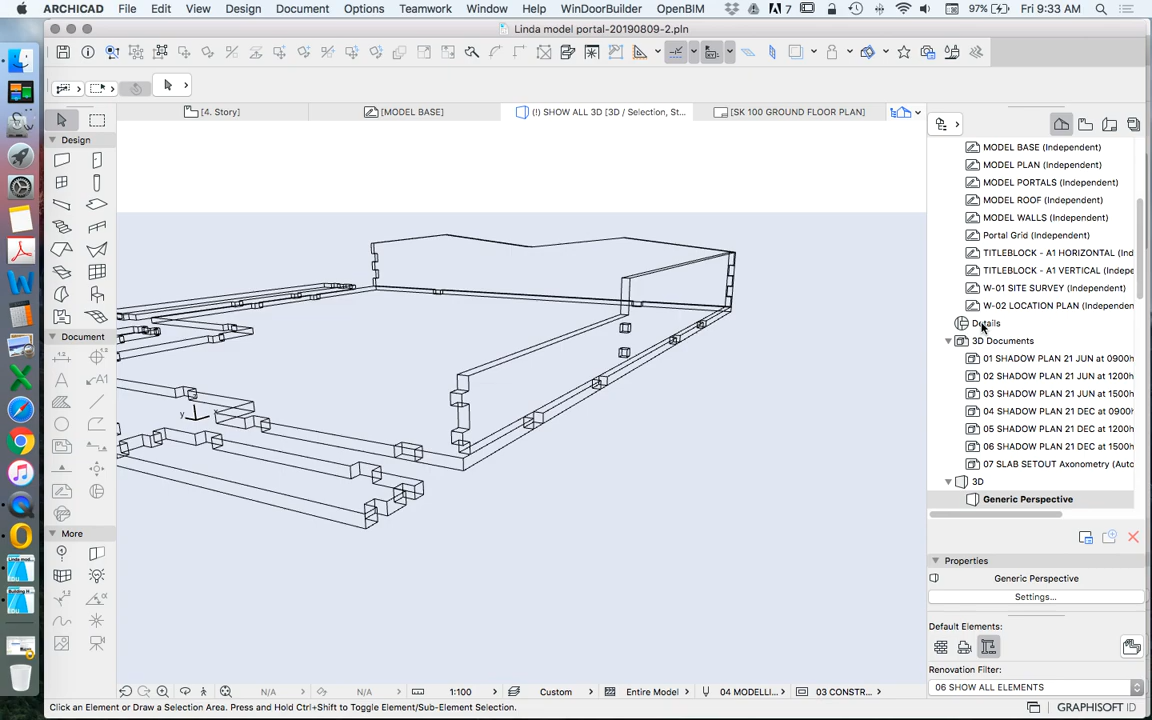 ARCHICAD File Edit View Design Document Options Teamwork Window Help WinDoorBuilder OpenBIM 7 97% Fri 9:33 AM
Linda model portal-20190809-2.pln
[4. Story] [MODEL BASE] (!) SHOW ALL 3D [3D / Selection, St... [SK 100 GROUND FLOOR PLAN]
Design
Document
More
MODEL BASE (Independent)
MODEL PLAN (Independent)
MODEL PORTALS (Independent)
MODEL ROOF (Independent)
MODEL WALLS (Independent)
Portal Grid (Independent)
TITLEBLOCK - A1 HORIZONTAL (Ind
TITLEBLOCK - A1 VERTICAL (Indepe
W-01 SITE SURVEY (Independent)
W-02 LOCATION PLAN (Independen
Details
3D Documents
01 SHADOW PLAN 21 JUN at 0900h
02 SHADOW PLAN 21 JUN at 1200h
03 SHADOW PLAN 21 JUN at 1500h
04 SHADOW PLAN 21 DEC at 0900h
05 SHADOW PLAN 21 DEC at 1200h
06 SHADOW PLAN 21 DEC at 1500h
07 SLAB SETOUT Axonometry (Auto
3D
Generic Perspective
Properties
Generic Perspective
Settings...
Default Elements:
Renovation Filter:
06 SHOW ALL ELEMENTS
y x
N/A N/A 1:100 Custom Entire Model 04 MODELLI... 03 CONSTR...
Click an Element or Draw a Selection Area. Press and Hold Ctrl+Shift to Toggle Element/Sub-Element Selection.
GRAPHISOFT ID